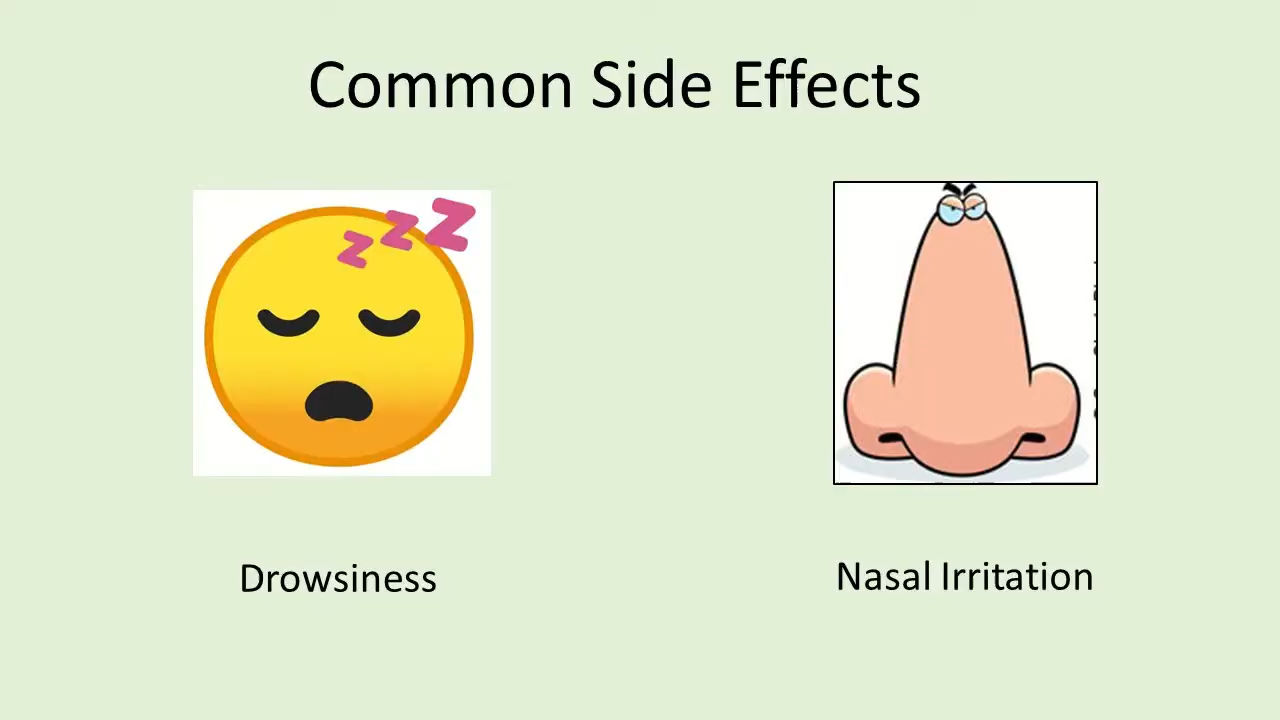 Common Side Effects
z z z
Drowsiness
Nasal Irritation